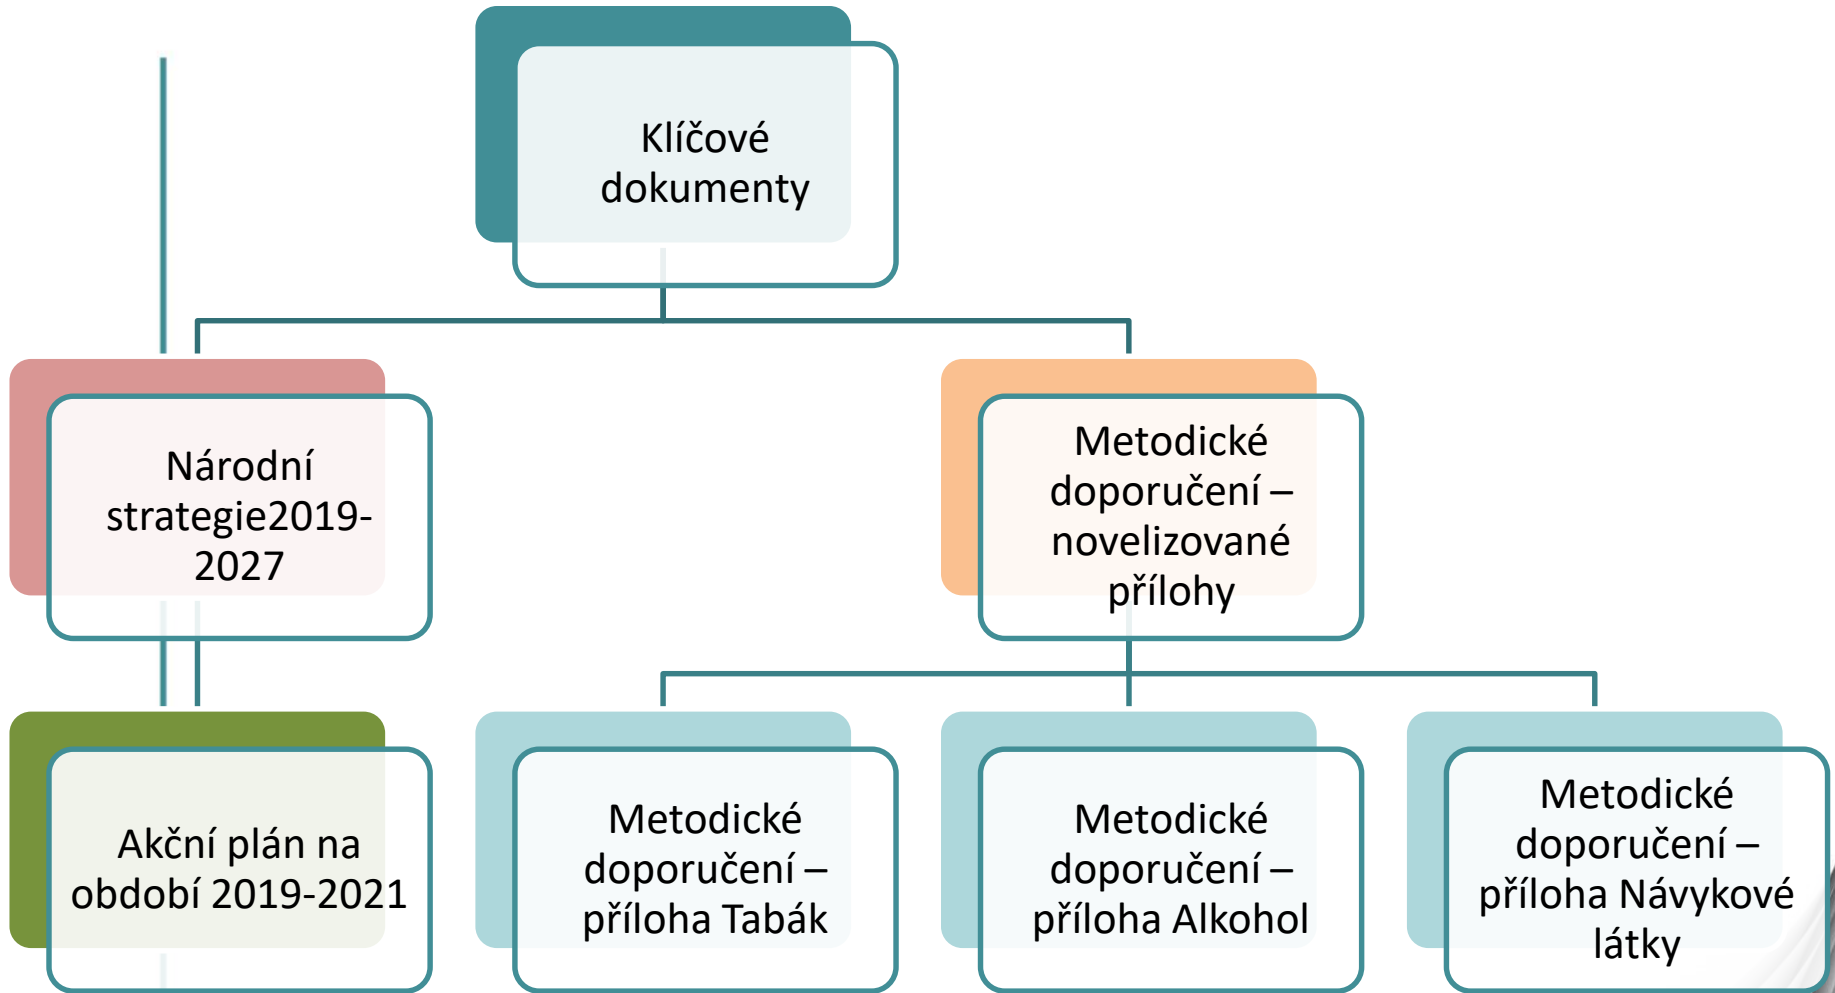 Klíčové
dokumenty
Národní
strategie2019-
2027
Metodické
doporučení –
novelizované
přílohy
Akční plán na
období 2019-2021
Metodické
doporučení –
příloha Tabák
Metodické
doporučení –
příloha Alkohol
Metodické
doporučení –
příloha Návykové
látky